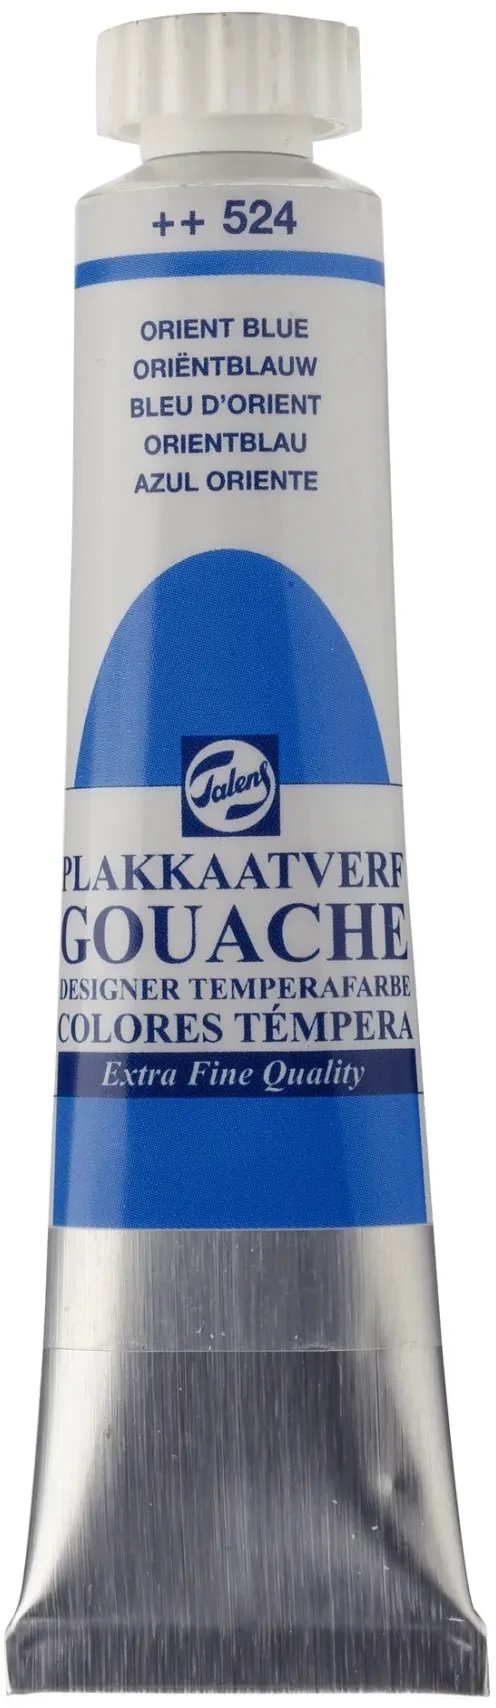 ++ 524
ORIENT BLUE
ORIËNTBLAUW
BLEU D'ORIENT
ORIENTBLAU
AZUL ORIENTE
Talens
PLAKKAATVERF
GOUACHE
DESIGNER TEMPERAFARBE
COLORES TÉMPERA
Extra Fine Quality